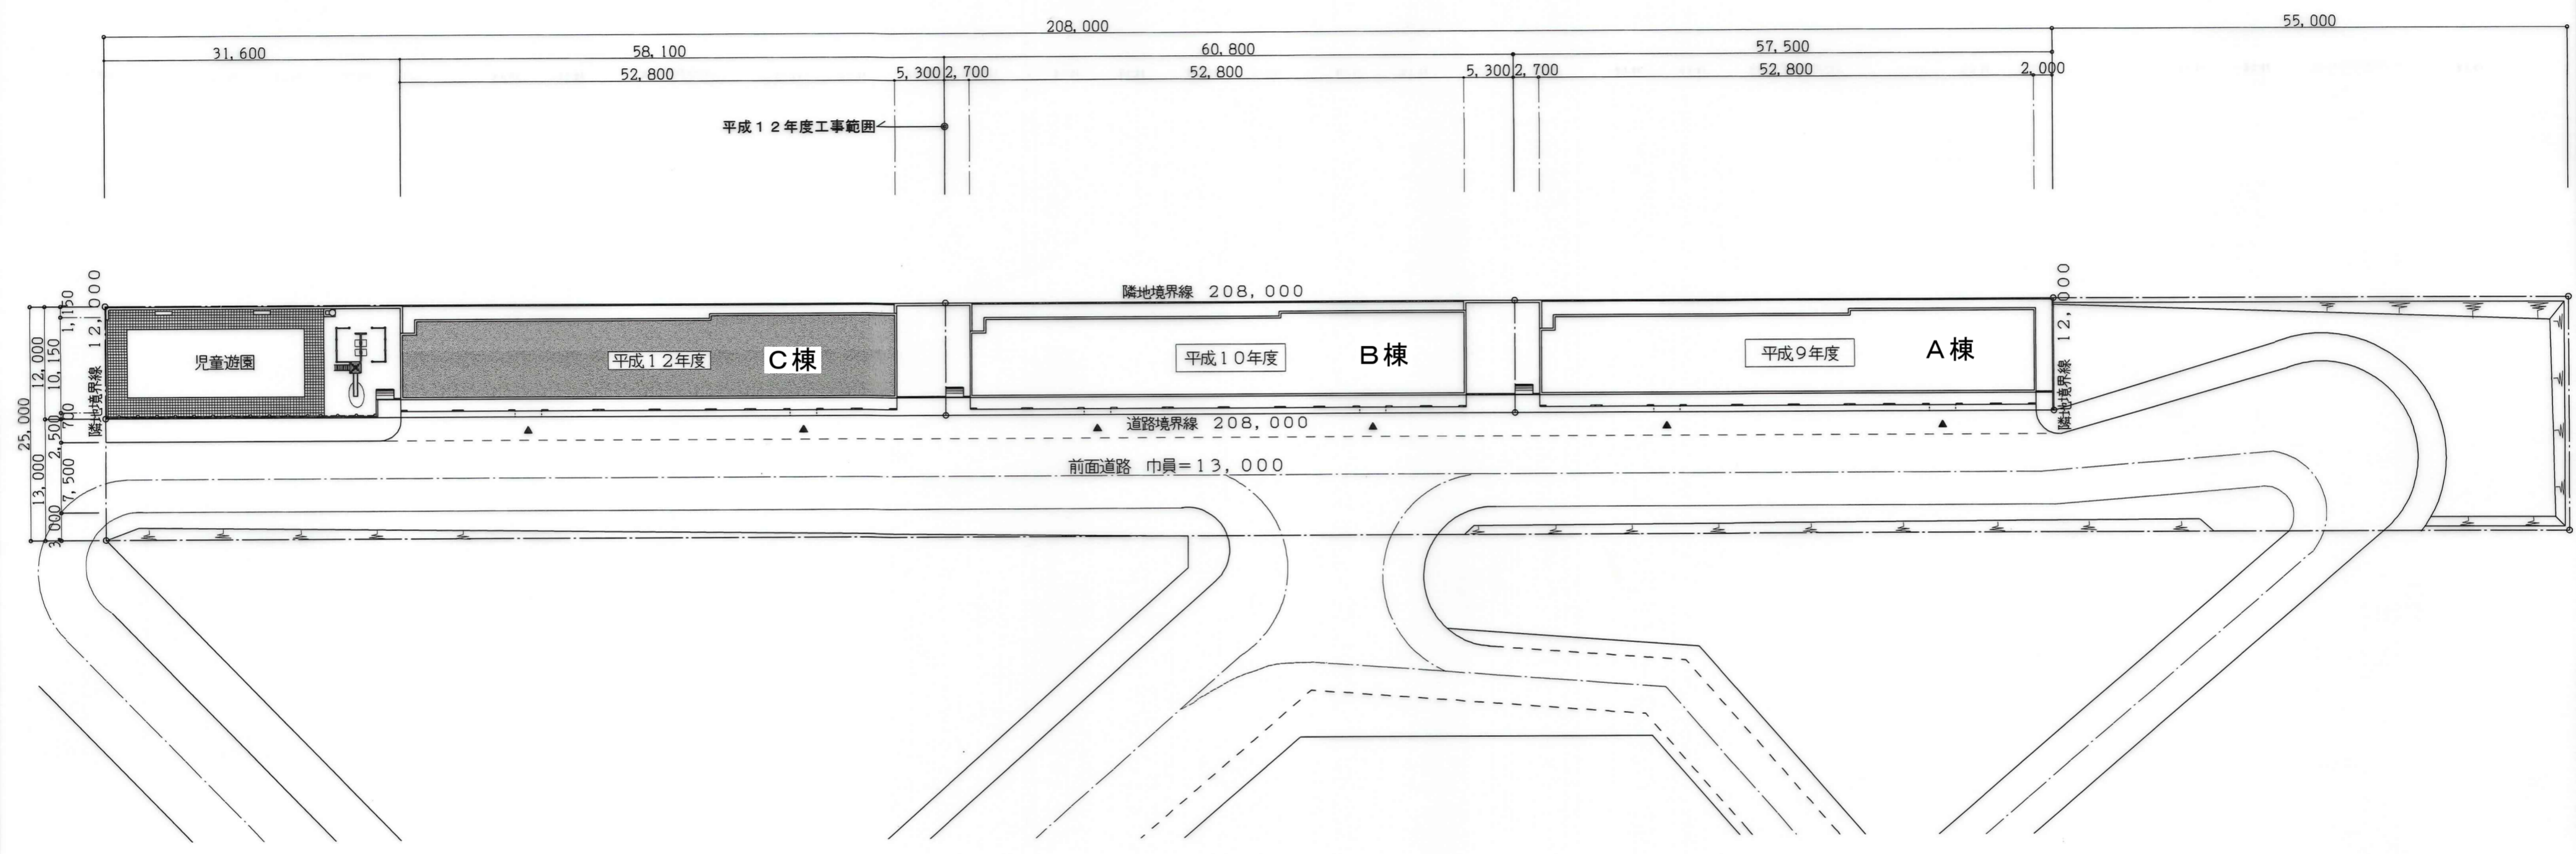 208,000
55,000
31,600
58,100
60,800
57,500
52,800
5,300
2,700
52,800
5,300
2,700
52,800
2,000
平成12年度工事範囲
隣地境界線 208,000
隣地境界線 12,000
隣地境界線 12,000
1,150
12,000
10,150
700
25,000
2,500
13,000
7,500
3,000
児童遊園
平成12年度
C棟
平成10年度
B棟
平成9年度
A棟
道路境界線 208,000
前面道路 巾員=13,000